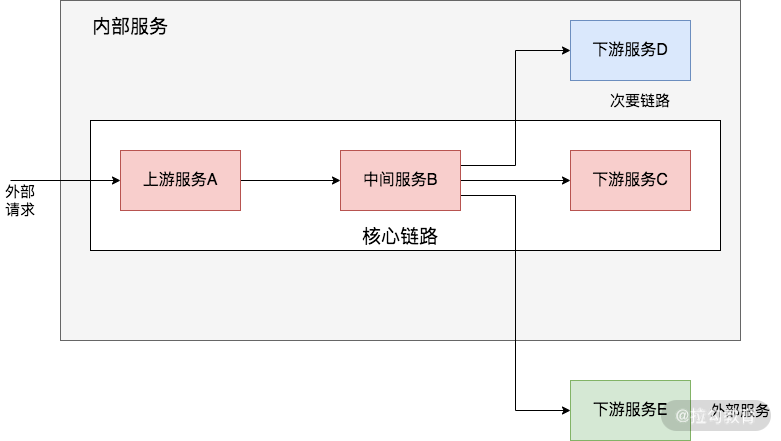 内部服务
下游服务D
次要链路
上游服务A
中间服务B
下游服务C
外部
请求
核心链路
下游服务E
外部服务
@拉勾教育